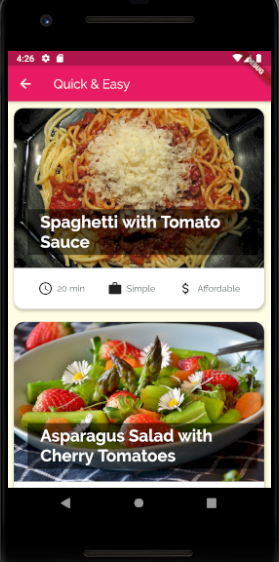 4:26
DEBUG
Quick & Easy
Spaghetti with Tomato
Sauce
20 min
Simple
Affordable
Asparagus Salad with
Cherry Tomatoes